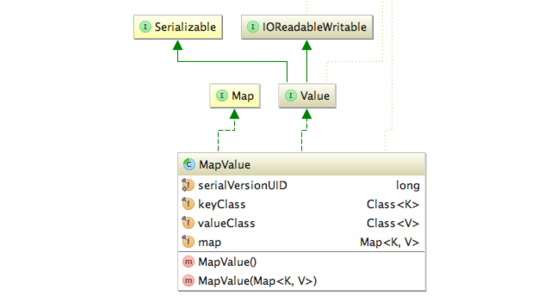 Serializable
IOReadableWritable
Map
Value
MapValue
serialVersionUID long
keyClass Class<K>
valueClass Class<V>
map Map<K, V>
MapValue()
MapValue(Map<K, V>)